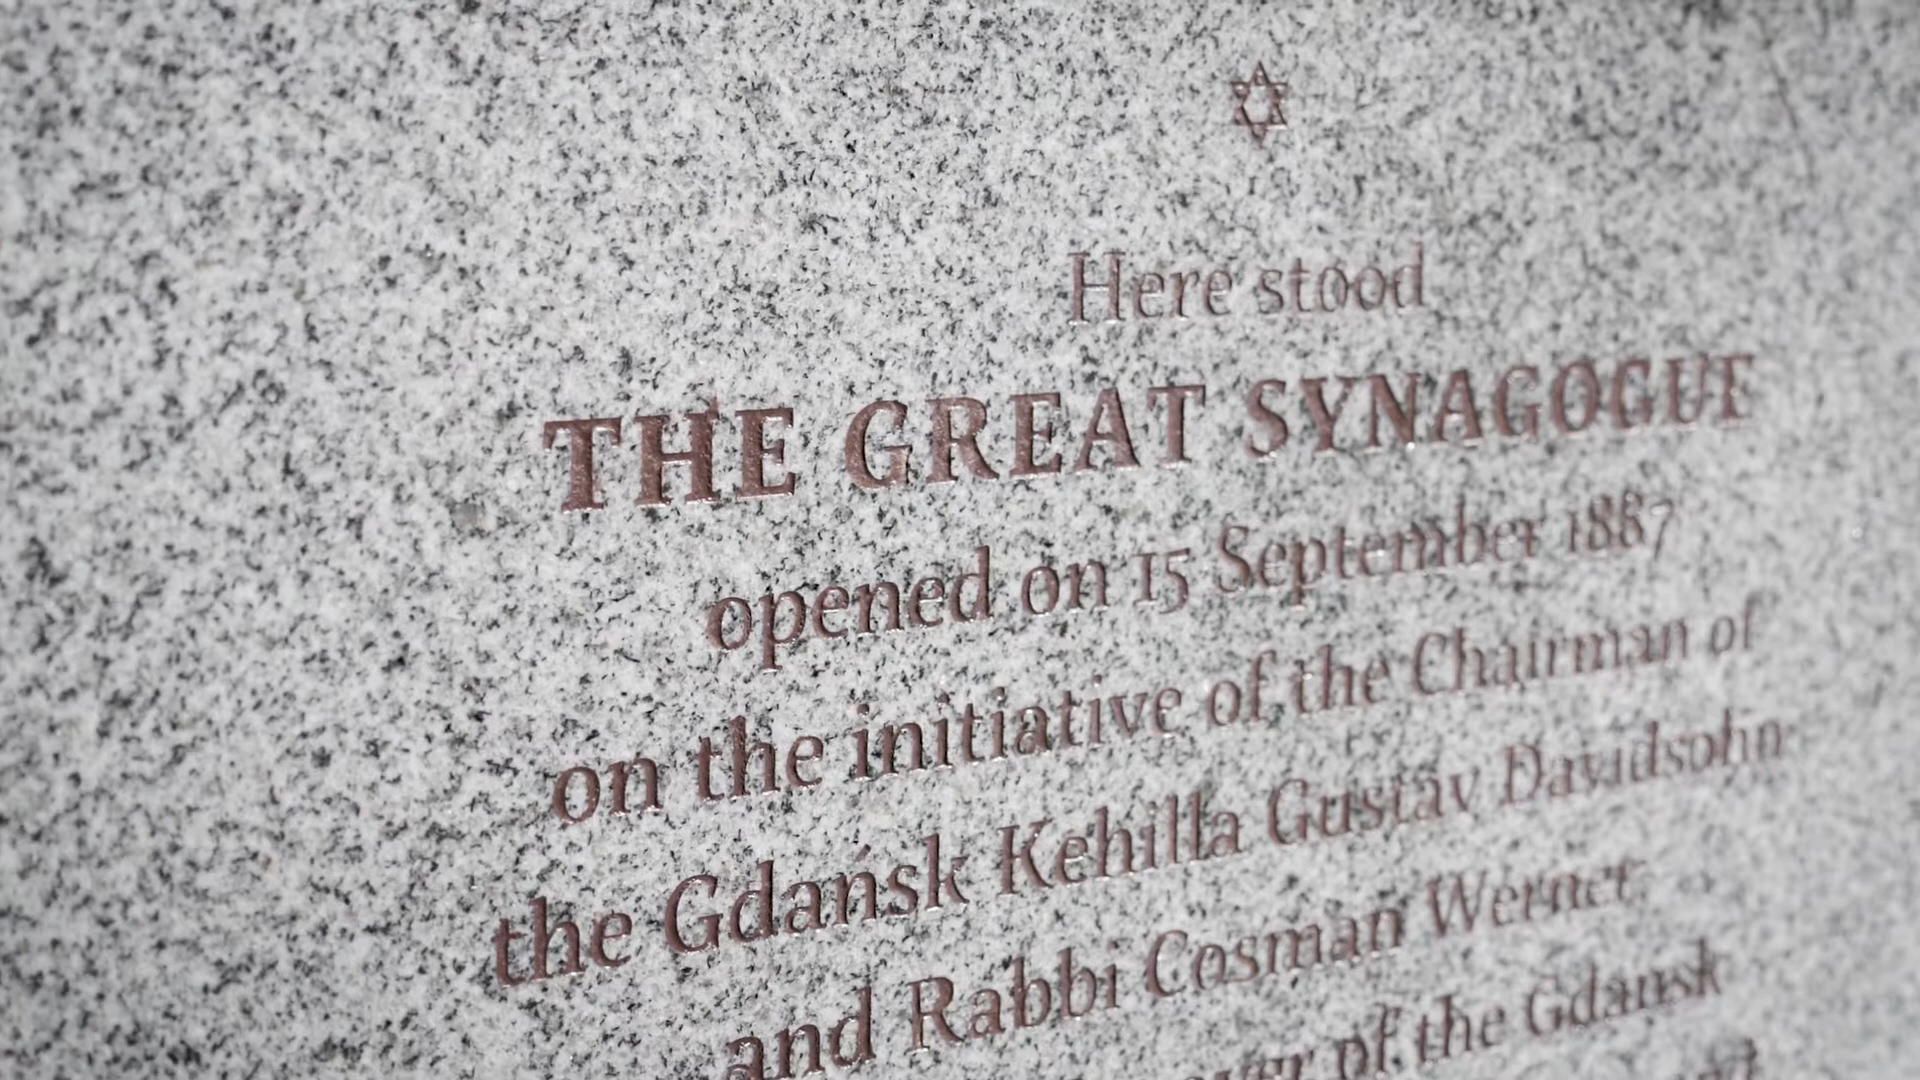 Here stood
THE GREAT SYNAGOGUE
opened on 15 September 1887
on the initiative of the Chairman of
the Gdańsk Kehilla Gustav Davidsohn
and Rabbi Cosman Werner
of the Gdańsk